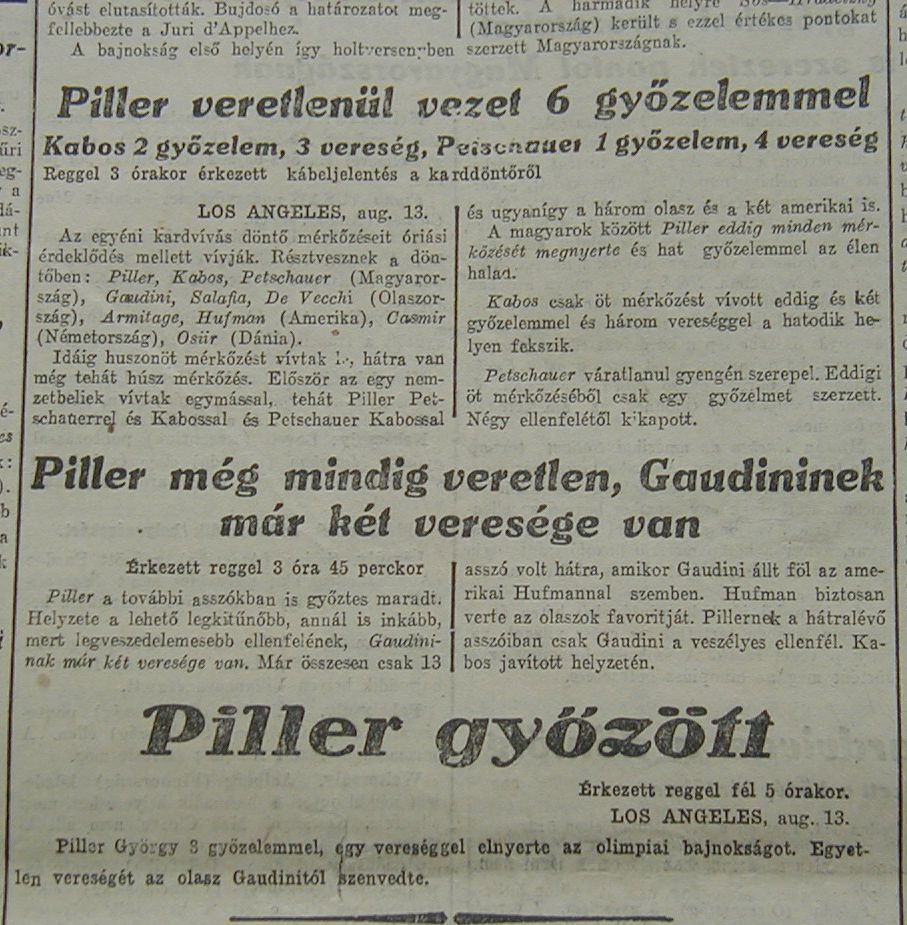 óvást elutasították. Bujdosó a határozatot meg-
fellebbezte a Juri d'Appelhez.
A bajnokság első helyén így holtversenyben
töttek. A harmadik helyre
(Magyarország) került s ezzel értékes pontokat
szerzett Magyarországnak.
Piller veretlenül vezet 6 győzelemmel
Kabos 2 győzelem, 3 vereség, Petschauer 1 győzelem, 4 vereség
Reggel 3 órakor érkezett kábeljelentés a karddöntőről
LOS ANGELES, aug. 13.
Az egyéni kardvívás döntő mérkőzéseit óriási
érdeklődés mellett vívják. Résztvesznek a dön-
tőben: Piller, Kabos, Petschauer (Magyaror-
szág), Gaudini, Salafia, De Vecchi (Olaszor-
szág), Armitage, Hufman (Amerika), Casmir
(Németország), Osiir (Dánia).
Idáig huszonöt mérkőzést vívtak le, hátra van
még tehát húsz mérkőzés. Először az egy nem-
zetbeliek vívtak egymással, tehát Piller Pet-
schauerrel és Kabossal és Petschauer Kabossal
és ugyanígy a három olasz és a két amerikai is.
A magyarok között Piller eddig minden mér-
kőzését megnyerte és hat győzelemmel az élen
halad.
Kabos csak öt mérkőzést vívott eddig és két
győzelemmel és három vereséggel a hatodik he-
lyen fekszik.
Petschauer váratlanul gyengén szerepel. Eddigi
öt mérkőzéséből csak egy győzelmet szerzett.
Négy ellenfelétől kikapott.
Piller még mindig veretlen, Gaudininek
már két veresége van
Érkezett reggel 3 óra 45 perckor
Piller a további asszókban is győztes maradt.
Helyzete a lehető legkitűnőbb, annál is inkább,
mert legveszedelemesebb ellenfelének, Gaudini-
nak már két veresége van. Már összesen csak 13
asszó volt hátra, amikor Gaudini állt föl az ame-
rikai Hufmannal szemben. Hufman biztosan
verte az olaszok favoritját. Pillernek a hátralévő
asszóiban csak Gaudini a veszélyes ellenfél. Ka-
bos javított helyzetén.
Piller győzött
Érkezett reggel fél 5 órakor.
LOS ANGELES, aug. 13.
Piller György 8 győzelemmel, egy vereséggel elnyerte az olimpiai bajnokságot. Egyet-
len vereségét az olasz Gaudinitól szenvedte.